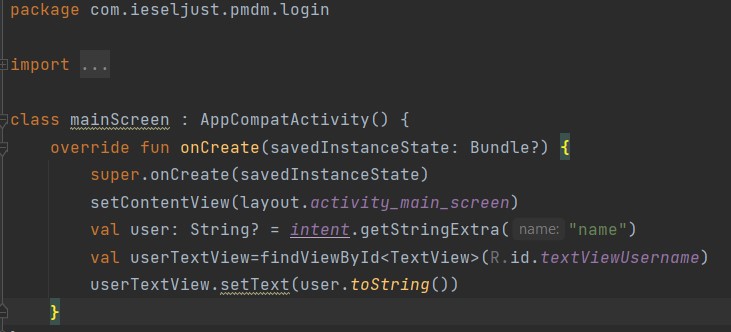 package com.ieseljust.pmdm.login
import ...
class mainScreen : AppCompatActivity() {
override fun onCreate(savedInstanceState: Bundle?) {
super.onCreate(savedInstanceState)
setContentView(layout.activity_main_screen)
val user: String? = intent.getStringExtra( name: "name")
val userTextView=findViewById<TextView>(R.id.textViewUsername)
userTextView.setText(user.toString())
}